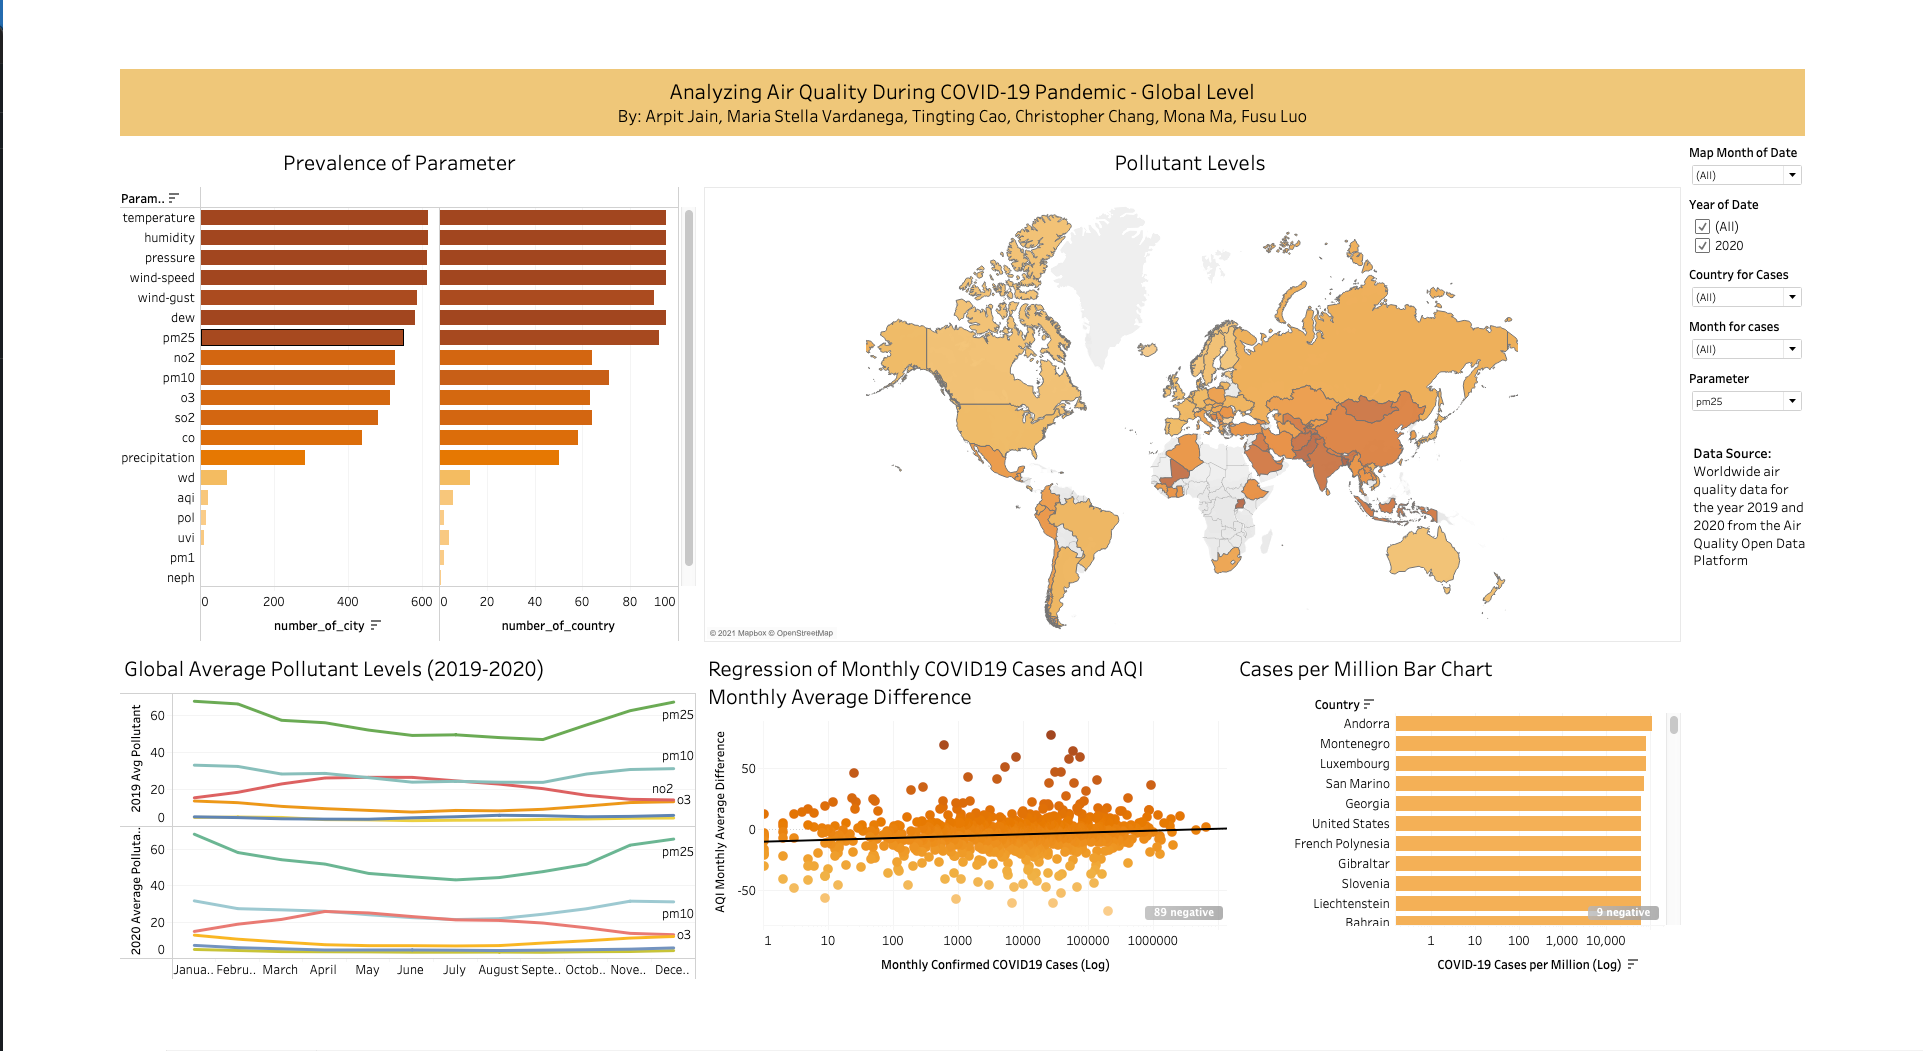 Analyzing Air Quality During COVID-19 Pandemic - Global Level
By: Arpit Jain, Maria Stella Vardanega, Tingting Cao, Christopher Chang, Mona Ma, Fusu Luo
Prevalence of Parameter
Param..
temperature
humidity
pressure
wind-speed
wind-gust
dew
pm25
no2
pm10
o3
so2
co
precipitation
wd
aqi
pol
uvi
pm1
neph
0 200 400 600 0 20 40 60 80 100
number_of_city number_of_country
Pollutant Levels
© 2021 Mapbox © OpenStreetMap
Map Month of Date
(All)
Year of Date
(All)
2020
Country for Cases
(All)
Month for cases
(All)
Parameter
pm25
Data Source:
Worldwide air
quality data for
the year 2019 and
2020 from the Air
Quality Open Data
Platform
Global Average Pollutant Levels (2019-2020)
2019 Avg Pollutant
60
40
20
0
pm25
pm10
no2
o3
2020 Average Polluta..
60
40
20
0
pm25
pm10
o3
Janua.. Febru.. March April May June July August Septe.. Octob.. Nove.. Dece..
Regression of Monthly COVID19 Cases and AQI
Monthly Average Difference
AQI Monthly Average Difference
50
0
-50
89 negative
1 10 100 1000 10000 100000 1000000
Monthly Confirmed COVID19 Cases (Log)
Cases per Million Bar Chart
Country
Andorra
Montenegro
Luxembourg
San Marino
Georgia
United States
French Polynesia
Gibraltar
Slovenia
Liechtenstein
Bahrain
9 negative
1 10 100 1,000 10,000
COVID-19 Cases per Million (Log)